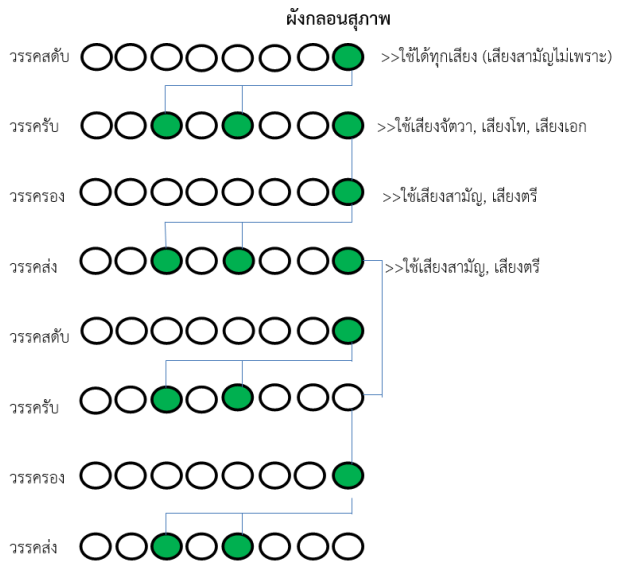 ผังกลอนสุภาพ
วรรคสดับ >>ใช้ได้ทุกเสียง (เสียงสามัญไม่เพราะ)
วรรครับ >>ใช้เสียงจัตวา, เสียงโท, เสียงเอก
วรรครอง >>ใช้เสียงสามัญ, เสียงตรี
วรรคส่ง >>ใช้เสียงสามัญ, เสียงตรี
วรรคสดับ
วรรครับ
วรรครอง
วรรคส่ง